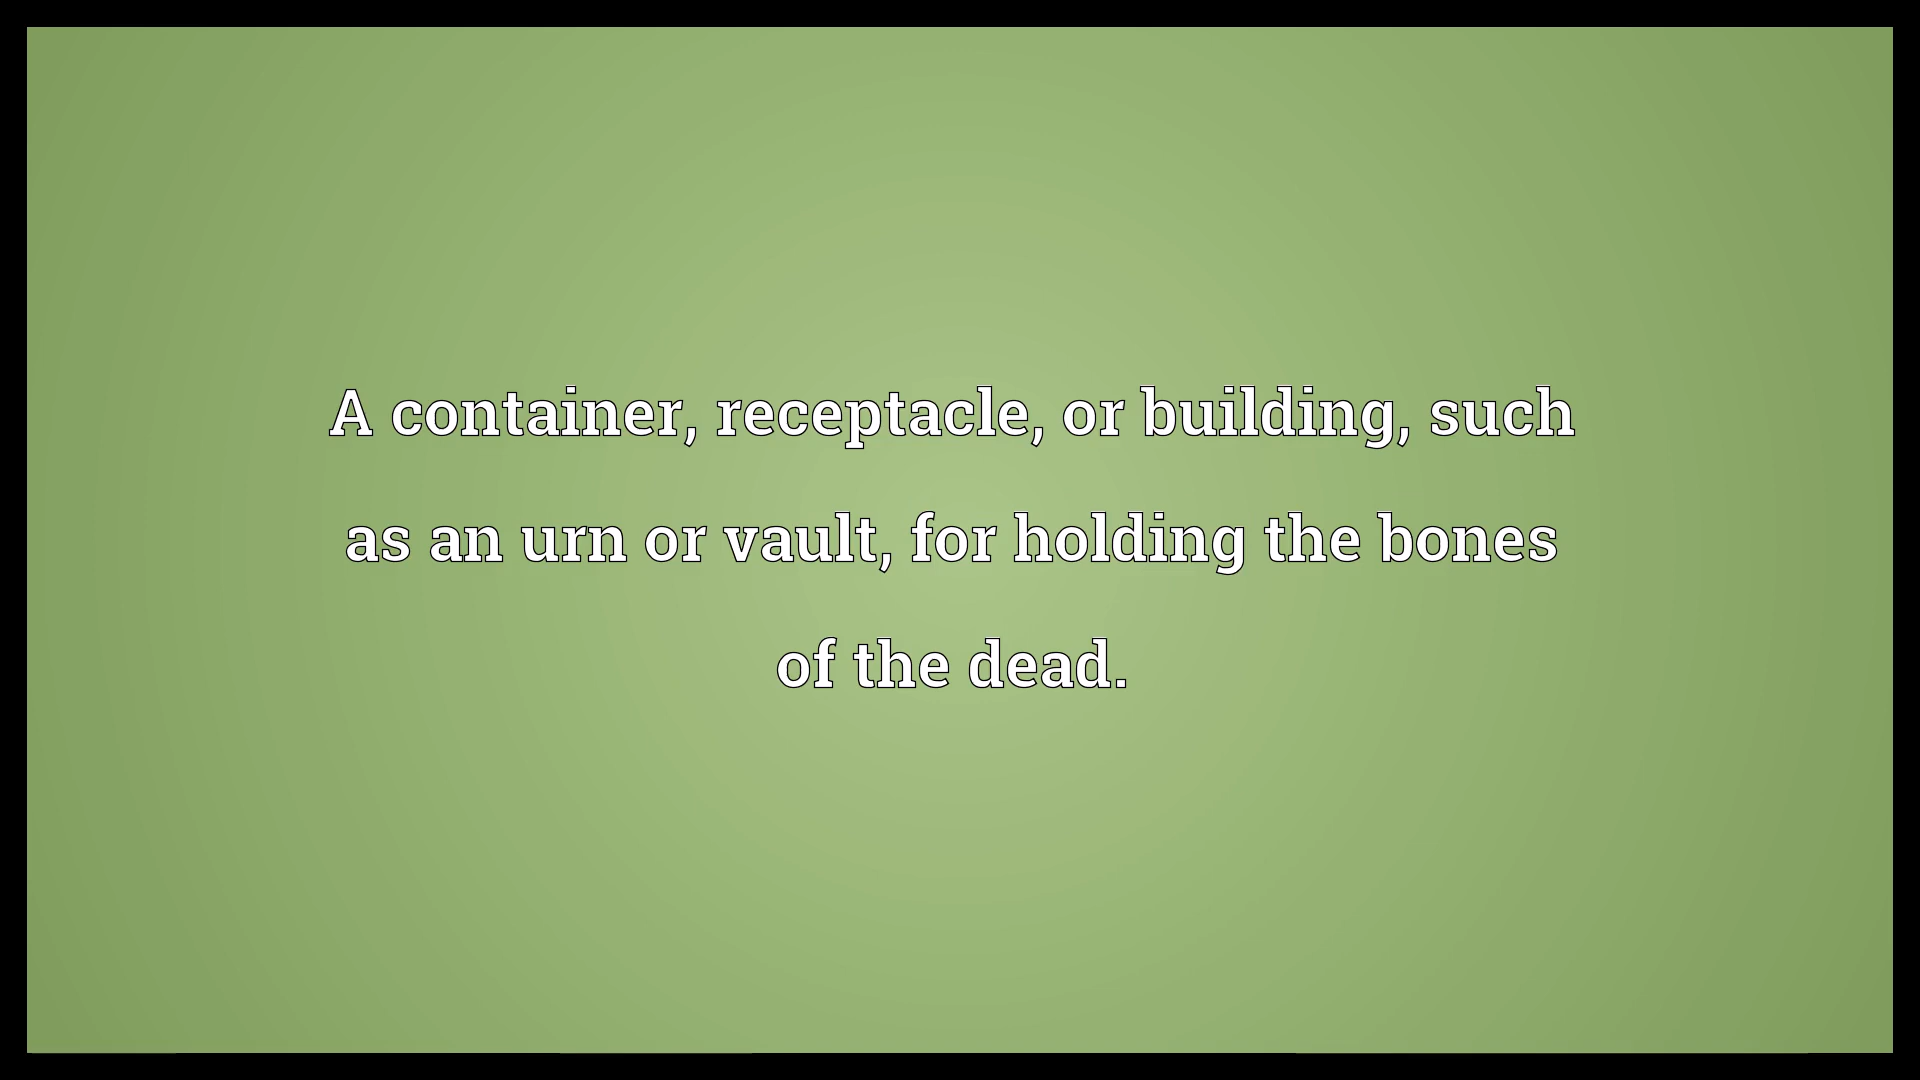 A container, receptacle, or building, such
as an urn or vault, for holding the bones
of the dead.